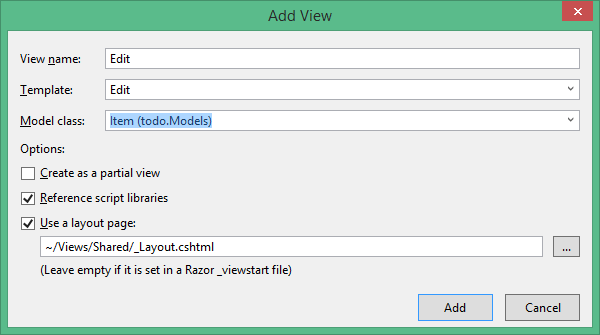 Add View
View name: Edit
Template: Edit
Model class: Item (todo.Models)
Options:
Create as a partial view
Reference script libraries
Use a layout page:
~/Views/Shared/_Layout.cshtml ...
(Leave empty if it is set in a Razor _viewstart file)
Add Cancel